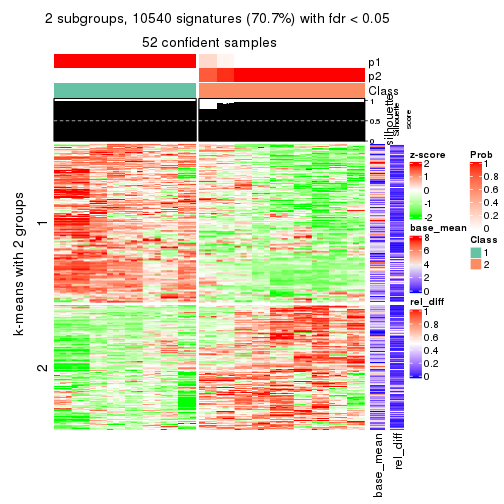 2 subgroups, 10540 signatures (70.7%) with fdr < 0.05
52 confident samples
p1
p2
Class
1
0.5
0
silhouette
Silhouette
score
k-means with 2 groups
1
2
base_mean
rel_diff
z-score
2
1
0
-1
-2
base_mean
8
6
4
2
0
rel_diff
1
0.8
0.6
0.4
0.2
0
Prob
1
0.8
0.6
0.4
0.2
0
Class
1
2